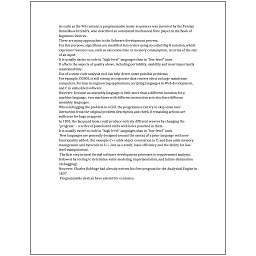 As early as the 9th century, a programmable music sequencer was invented by the Persian
Banu Musa brothers, who described an automated mechanical flute player in the Book of
Ingenious Devices.
There are many approaches to the Software development process.
For this purpose, algorithms are classified into orders using so-called Big O notation, which
expresses resource use, such as execution time or memory consumption, in terms of the size
of an input.
It is usually easier to code in "high-level" languages than in "low-level" ones.
It affects the aspects of quality above, including portability, usability and most importantly
maintainability.
Use of a static code analysis tool can help detect some possible problems.
For example, COBOL is still strong in corporate data centers often on large mainframe
computers, Fortran in engineering applications, scripting languages in Web development,
and C in embedded software.
However, because an assembly language is little more than a different notation for a
machine language, two machines with different instruction sets also have different
assembly languages.
When debugging the problem in a GUI, the programmer can try to skip some user
interaction from the original problem description and check if remaining actions are
sufficient for bugs to appear.
In 1801, the Jacquard loom could produce entirely different weaves by changing the
"program" - a series of pasteboard cards with holes punched in them.
It is usually easier to code in "high-level" languages than in "low-level" ones.
New languages are generally designed around the syntax of a prior language with new
functionality added, (for example C++ adds object-orientation to C, and Java adds memory
management and bytecode to C++, but as a result, loses efficiency and the ability for low-
level manipulation).
The first step in most formal software development processes is requirements analysis,
followed by testing to determine value modeling, implementation, and failure elimination
(debugging).
However, Charles Babbage had already written his first program for the Analytical Engine in
1837.
Programmable devices have existed for centuries.